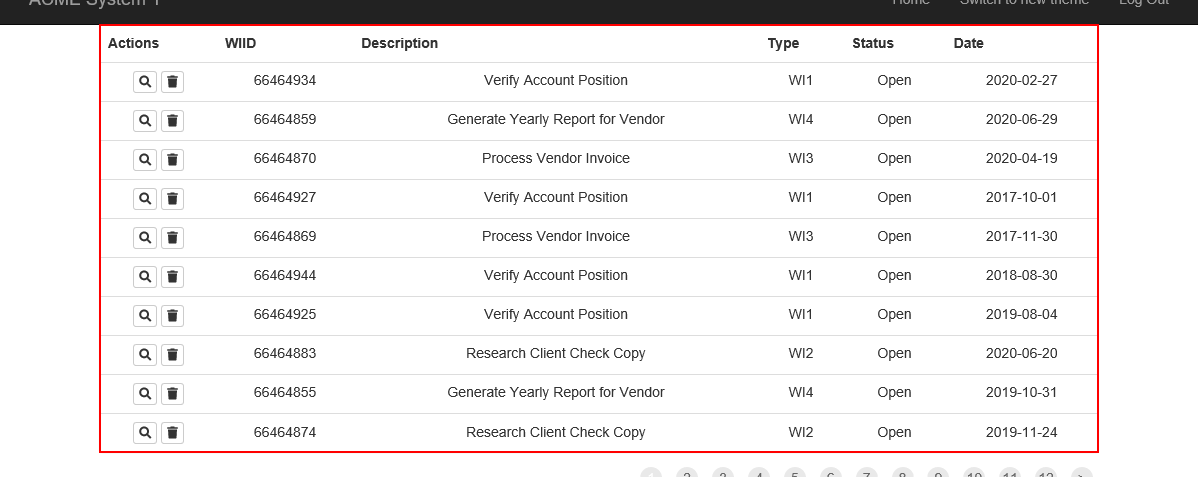 ACME System 1 Home Switch to new theme Log Out
Actions WIID Description Type Status Date
66464934 Verify Account Position WI1 Open 2020-02-27
66464859 Generate Yearly Report for Vendor WI4 Open 2020-06-29
66464870 Process Vendor Invoice WI3 Open 2020-04-19
66464927 Verify Account Position WI1 Open 2017-10-01
66464869 Process Vendor Invoice WI3 Open 2017-11-30
66464944 Verify Account Position WI1 Open 2018-08-30
66464925 Verify Account Position WI1 Open 2019-08-04
66464883 Research Client Check Copy WI2 Open 2020-06-20
66464855 Generate Yearly Report for Vendor WI4 Open 2019-10-31
66464874 Research Client Check Copy WI2 Open 2019-11-24
1 2 3 4 5 6 7 8 9 10 11 12 >